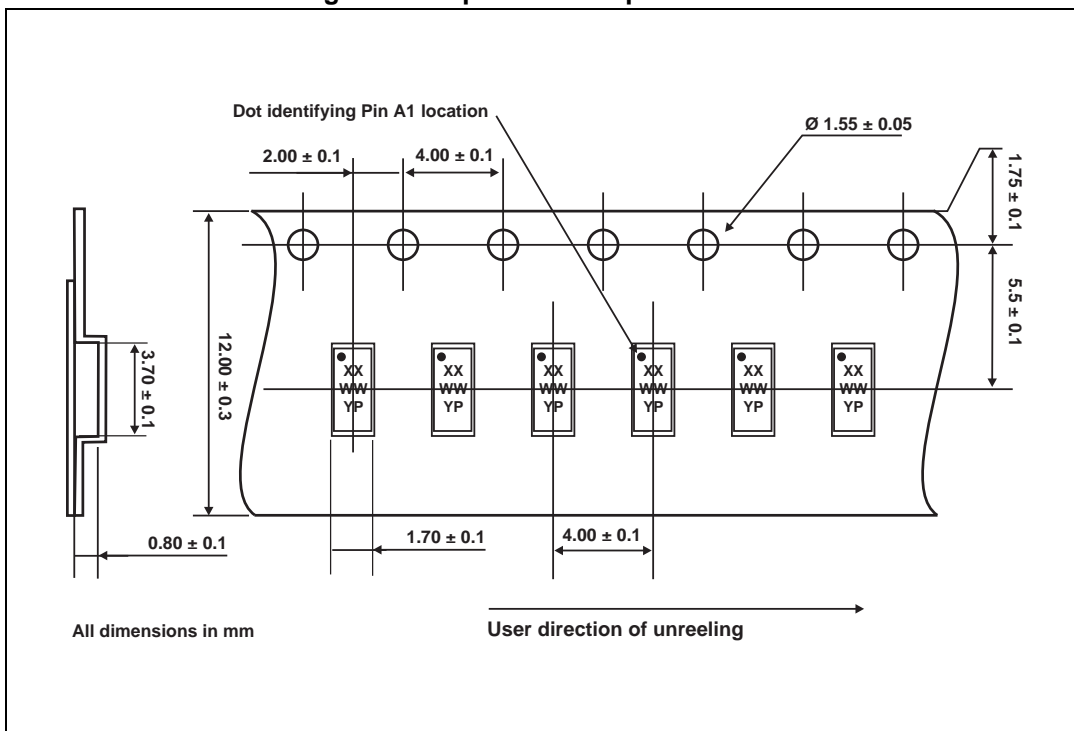 Dot identifying Pin A1 location
Ø 1.55 ± 0.05
2.00 ± 0.1
4.00 ± 0.1
1.75 ± 0.1
5.5 ± 0.1
12.00 ± 0.3
3.70 ± 0.1
XX
WW
YP
XX
WW
YP
XX
WW
YP
XX
WW
YP
XX
WW
YP
XX
WW
YP
0.80 ± 0.1
1.70 ± 0.1
4.00 ± 0.1
All dimensions in mm
User direction of unreeling